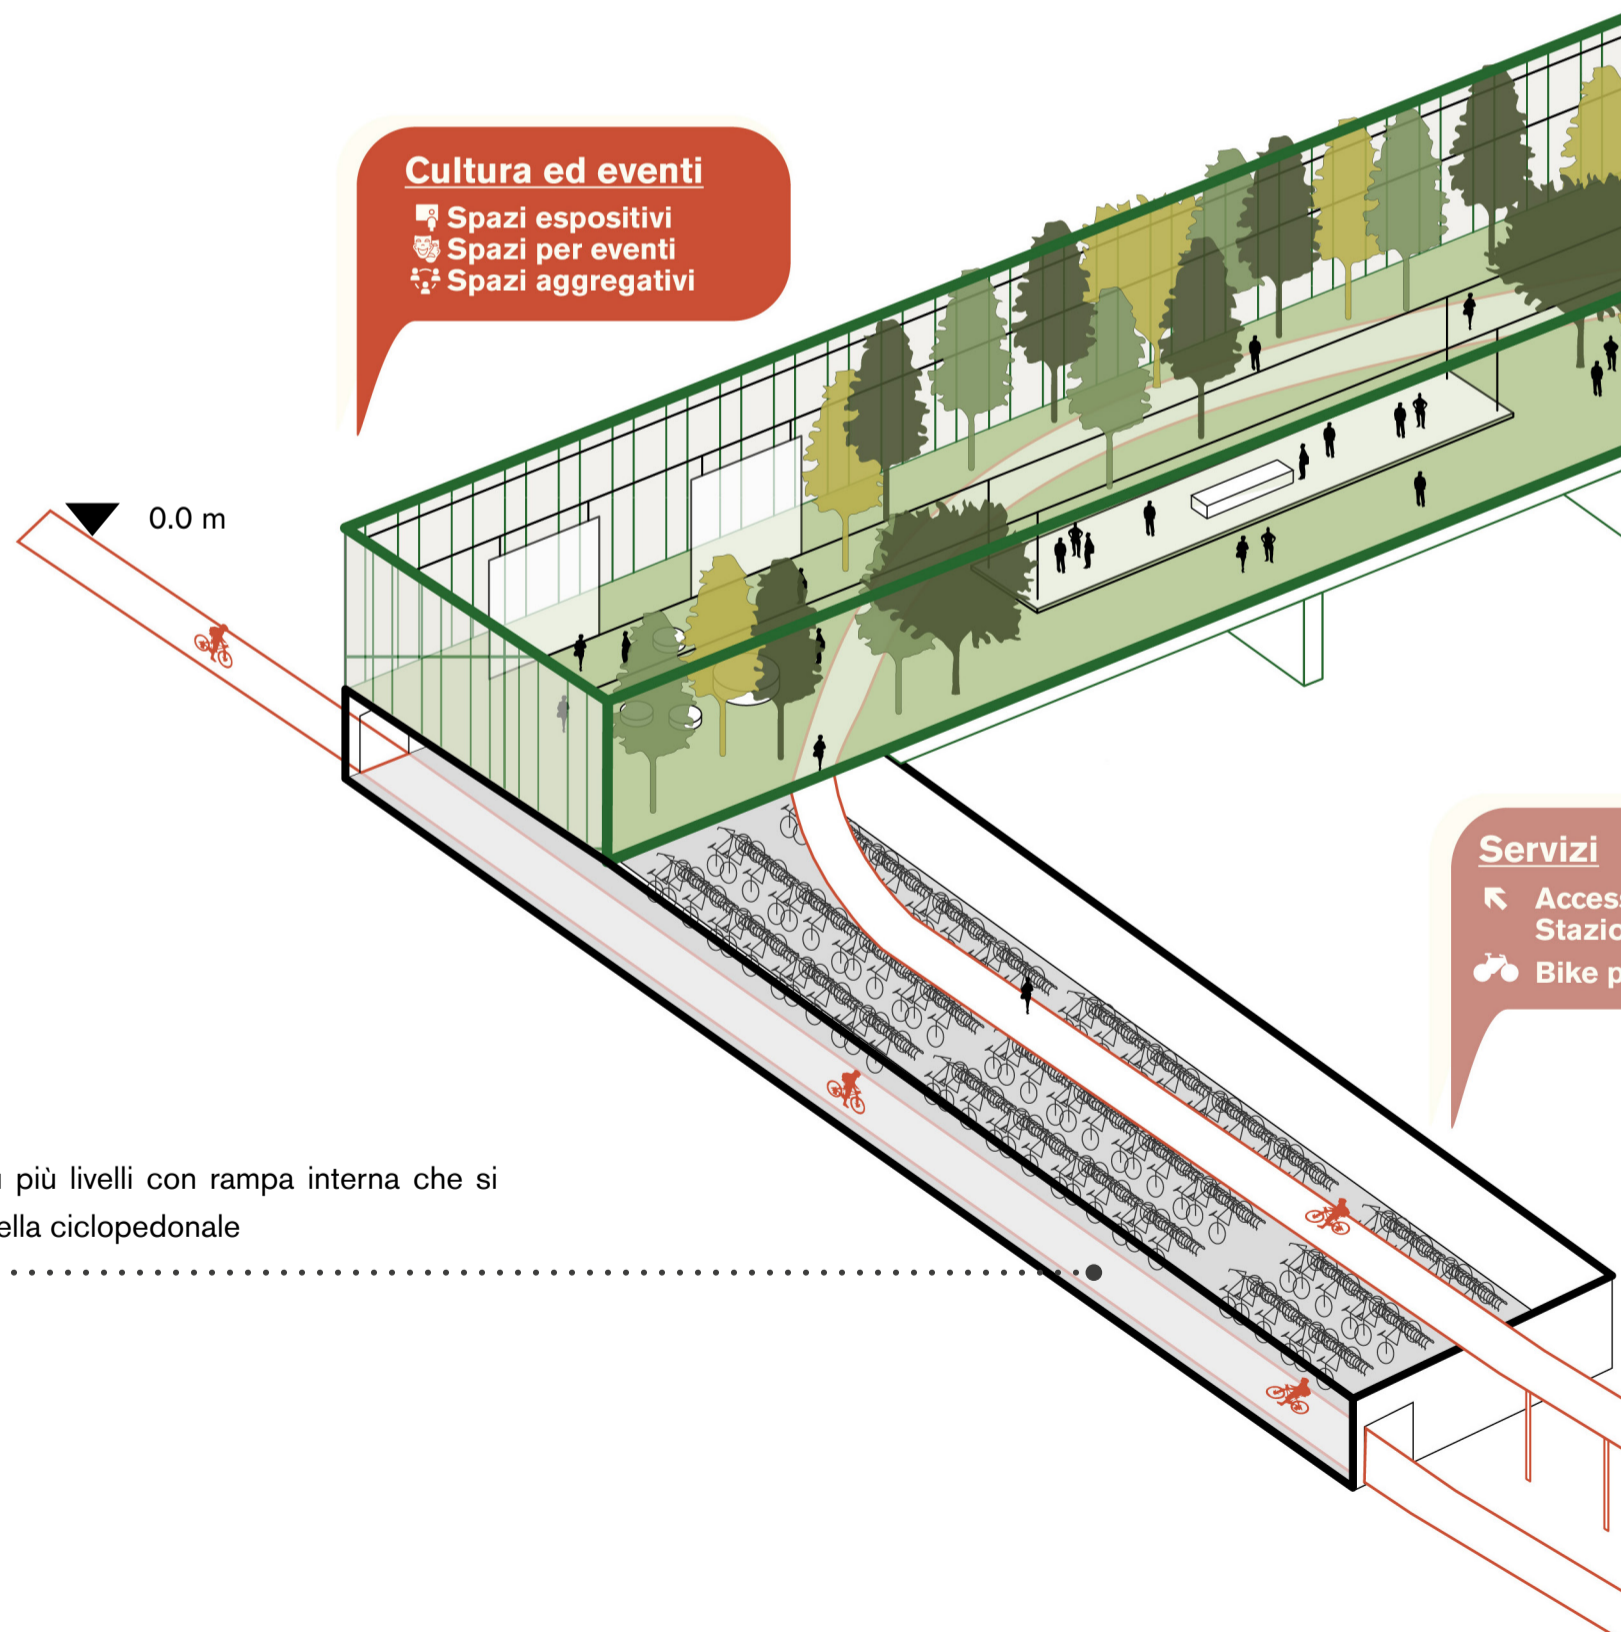 Cultura ed eventi
Spazi espositivi
Spazi per eventi
Spazi aggregativi
0.0 m
Servizi
Bike
più livelli con rampa interna che si
ciclopedonale